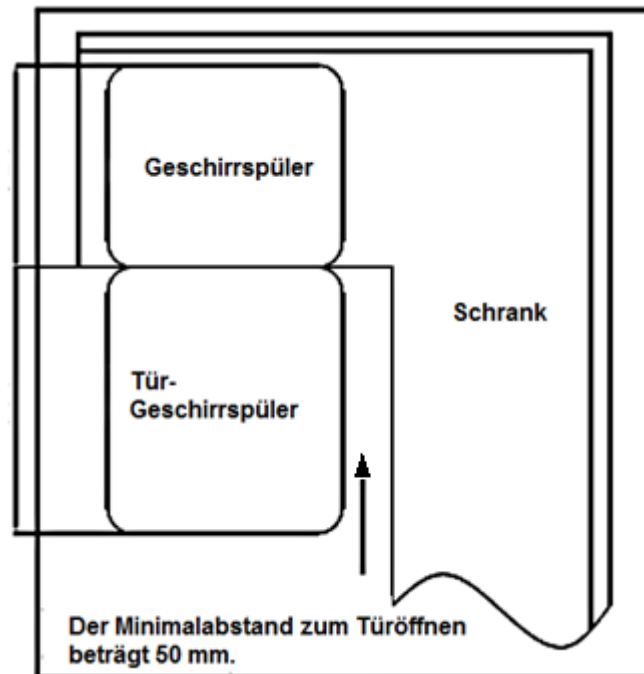 Geschirrspüler
Schrank
Tür-
Geschirrspüler
Der Minimalabstand zum Türöffnen
beträgt 50 mm.